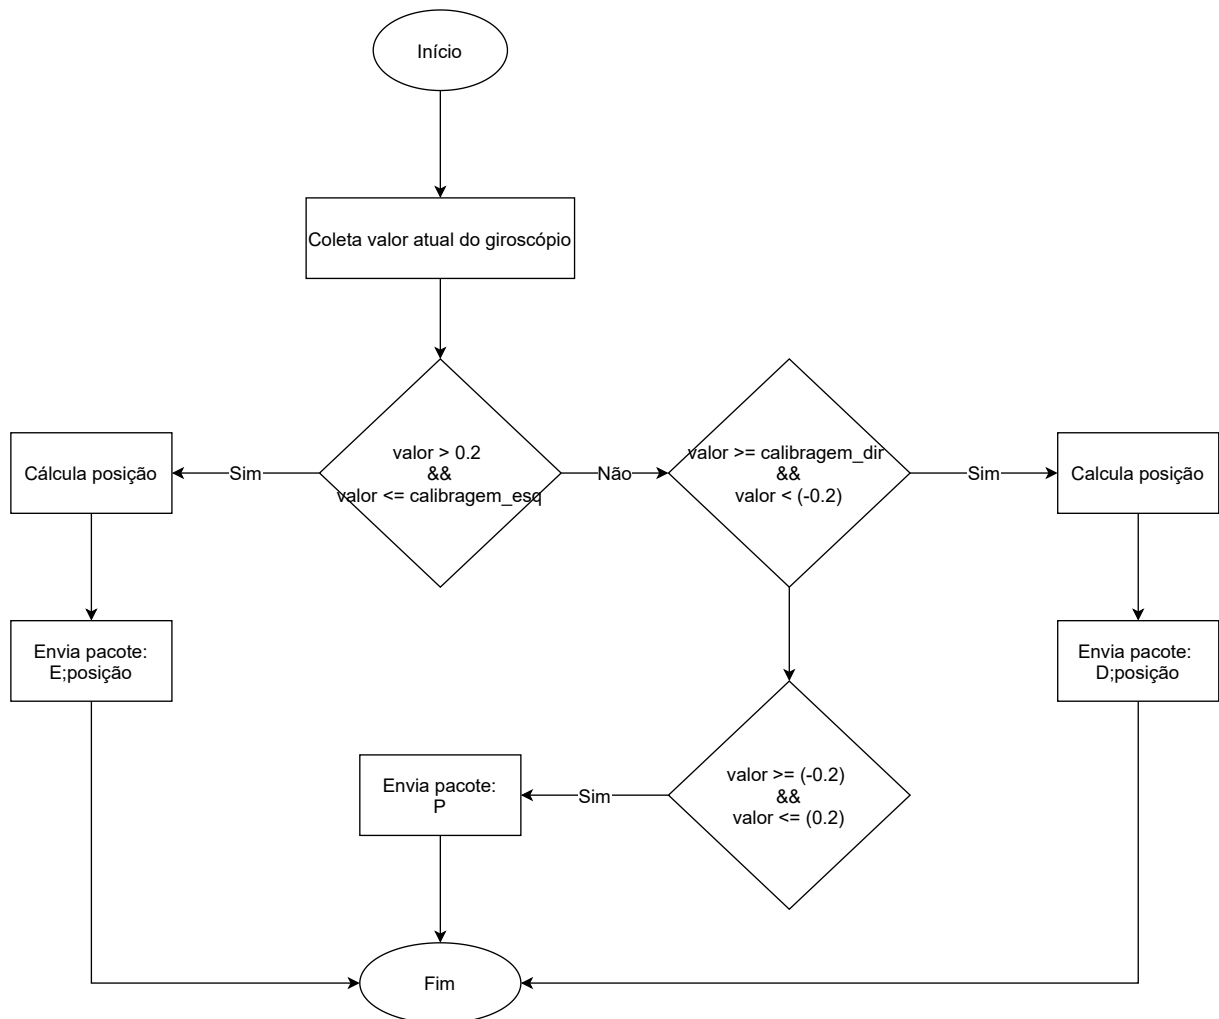 Início
Coleta valor atual do giroscópio
valor > 0.2
&&
valor <= calibragem_esq
Sim
Cálcula posição
Envia pacote:
E;posição
Não
valor >= calibragem_dir
&&
valor < (-0.2)
Sim
Calcula posição
Envia pacote:
D;posição
valor >= (-0.2)
&&
valor <= (0.2)
Sim
Envia pacote:
P
Fim